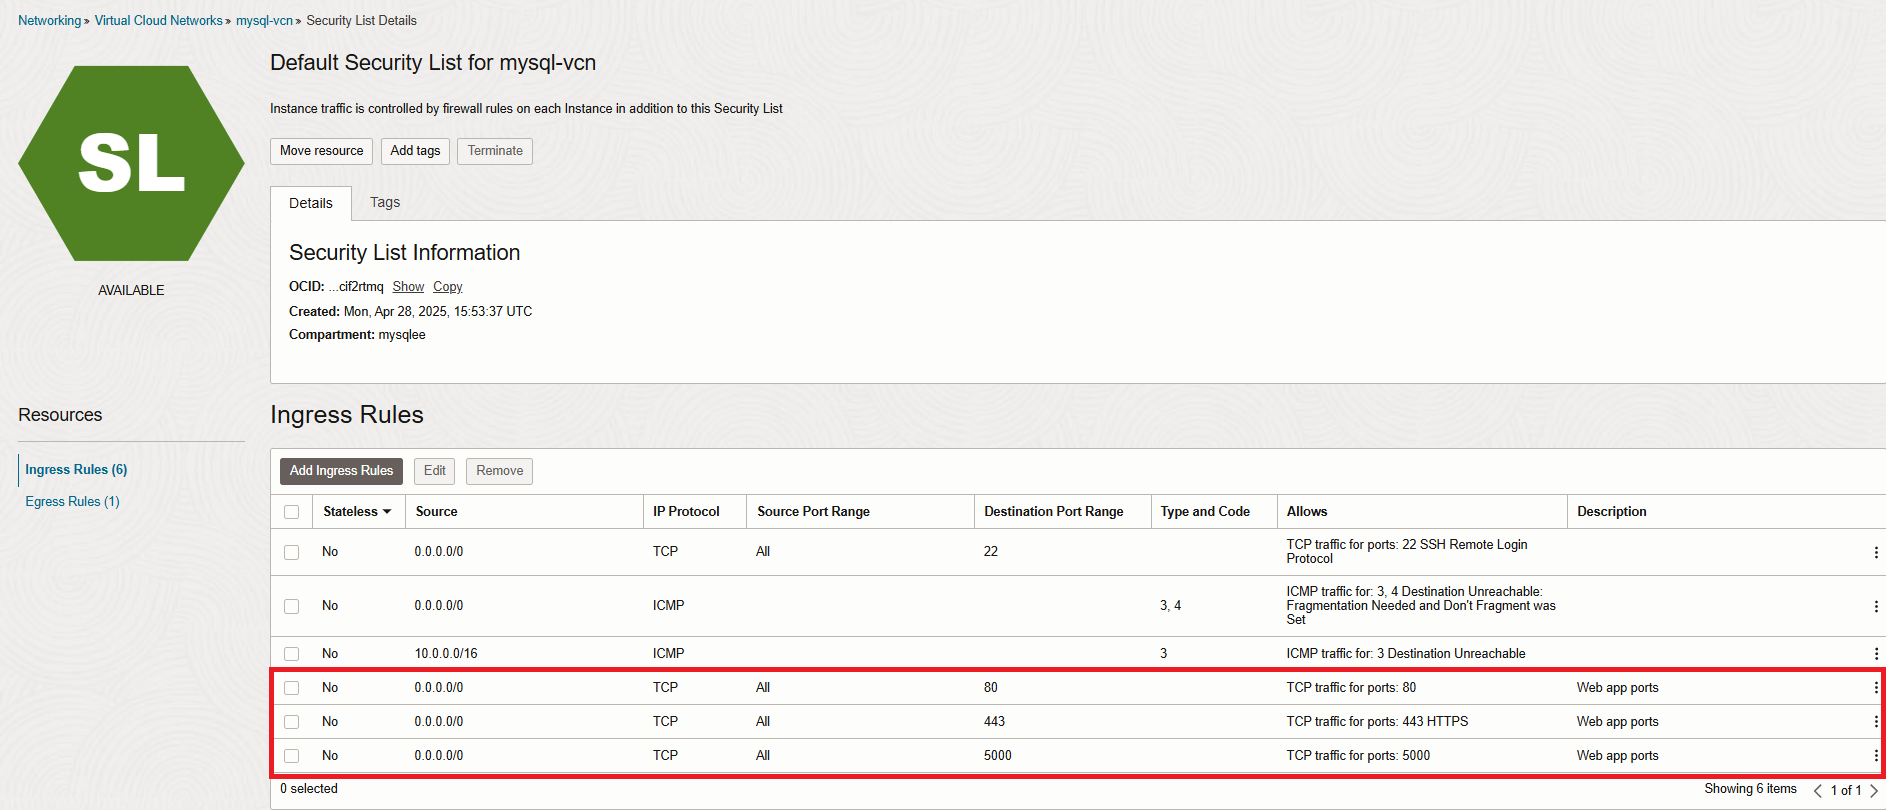 Networking » Virtual Cloud Networks » mysql-vcn » Security List Details
SL
AVAILABLE
Default Security List for mysql-vcn
Instance traffic is controlled by firewall rules on each Instance in addition to this Security List
Move resource Add tags Terminate
Details Tags
Security List Information
OCID: ...cif2rtmq Show Copy
Created: Mon, Apr 28, 2025, 15:53:37 UTC
Compartment: mysqlee
Resources
Ingress Rules (6)
Egress Rules (1)
Ingress Rules
Add Ingress Rules Edit Remove
Stateless Source IP Protocol Source Port Range Destination Port Range Type and Code Allows Description
No 0.0.0.0/0 TCP All 22 TCP traffic for ports: 22 SSH Remote Login
Protocol
No 0.0.0.0/0 ICMP 3, 4 ICMP traffic for: 3, 4 Destination Unreachable:
Fragmentation Needed and Don't Fragment was
Set
No 10.0.0.0/16 ICMP 3 ICMP traffic for: 3 Destination Unreachable
No 0.0.0.0/0 TCP All 80 TCP traffic for ports: 80 Web app ports
No 0.0.0.0/0 TCP All 443 TCP traffic for ports: 443 HTTPS Web app ports
No 0.0.0.0/0 TCP All 5000 TCP traffic for ports: 5000 Web app ports
0 selected Showing 6 items 1 of 1